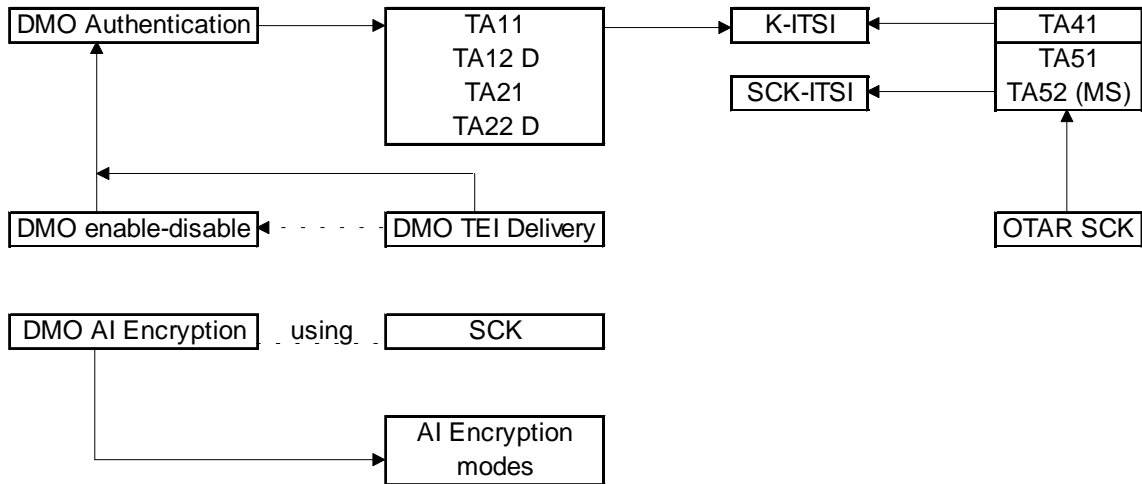 DMO Authentication
TA11
TA12 D
TA21
TA22 D
K-ITSI
SCK-ITSI
TA41
TA51
TA52 (MS)
DMO enable-disable
DMO TEI Delivery
OTAR SCK
DMO AI Encryption
using
SCK
AI Encryption
modes